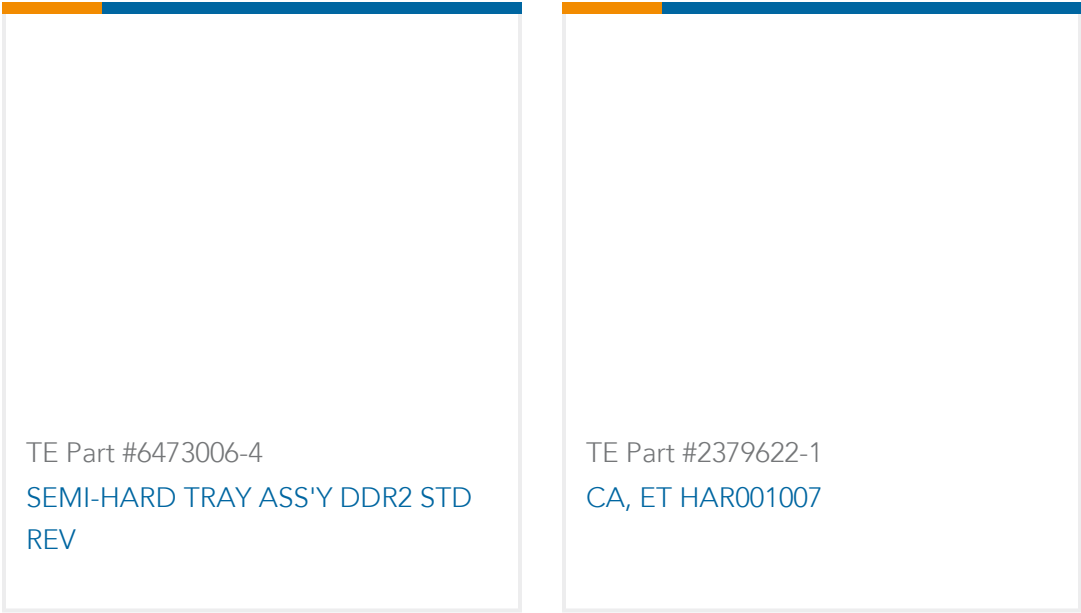 TE Part #6473006-4
SEMI-HARD TRAY ASS'Y DDR2 STD
REV
TE Part #2379622-1
CA, ET HAR001007